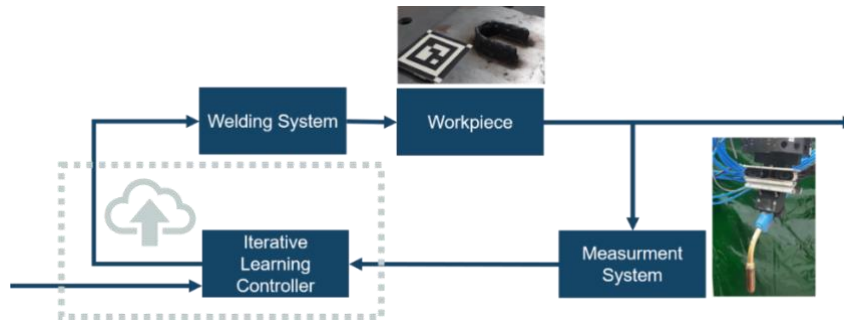 Welding System
Workpiece
Iterative
Learning
Controller
Measurment
System